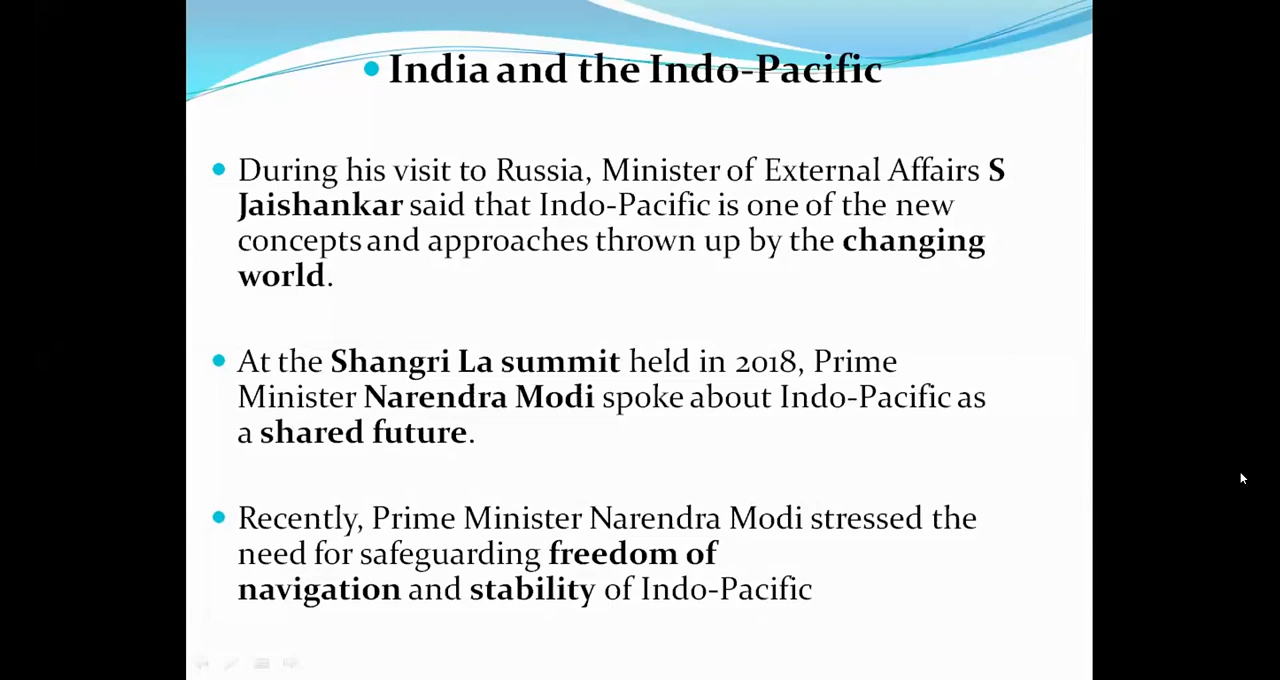 • India and the Indo-Pacific
• During his visit to Russia, Minister of External Affairs S
Jaishankar said that Indo-Pacific is one of the new
concepts and approaches thrown up by the changing
world.
• At the Shangri La summit held in 2018, Prime
Minister Narendra Modi spoke about Indo-Pacific as
a shared future.
• Recently, Prime Minister Narendra Modi stressed the
need for safeguarding freedom of
navigation and stability of Indo-Pacific